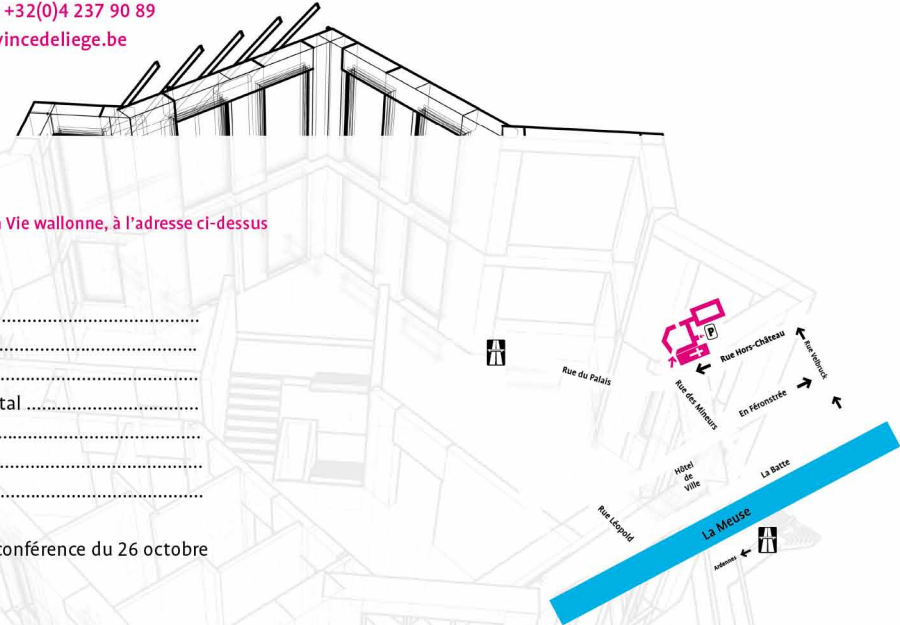 +32(0)4 237 90 89
vincedeliege.be
Vie wallonne, à l'adresse ci-dessus
....................................................
....................................................
....................................................
tal ..............................................
....................................................
....................................................
....................................................
conférence du 26 octobre
P
Rue Hors-Château
Rue Velbruck
Rue du Palais
Rue des Mineurs
En Féronstrée
Hôtel
de
Ville
La Batte
Rue Léopold
La Meuse
Ardennes